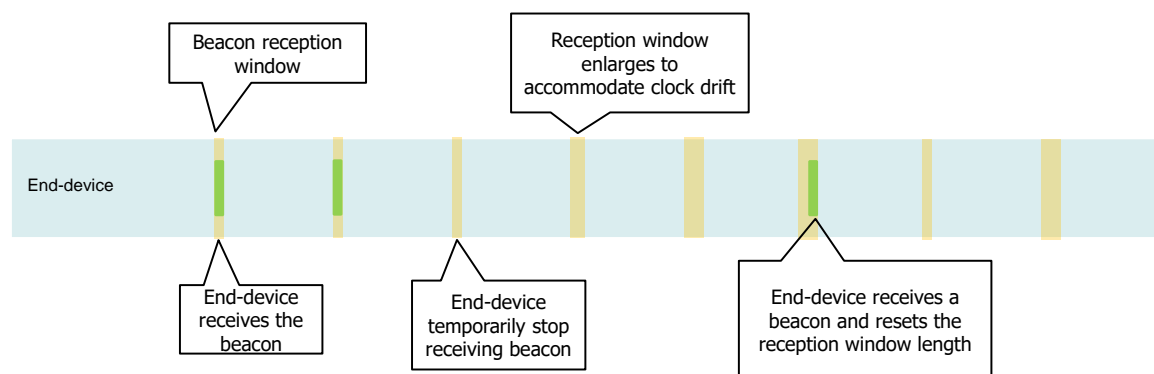 Beacon reception
window
Reception window
enlarges to
accommodate clock drift
End-device
End-device
receives the
beacon
End-device
temporarily stop
receiving beacon
End-device receives a
beacon and resets the
reception window length